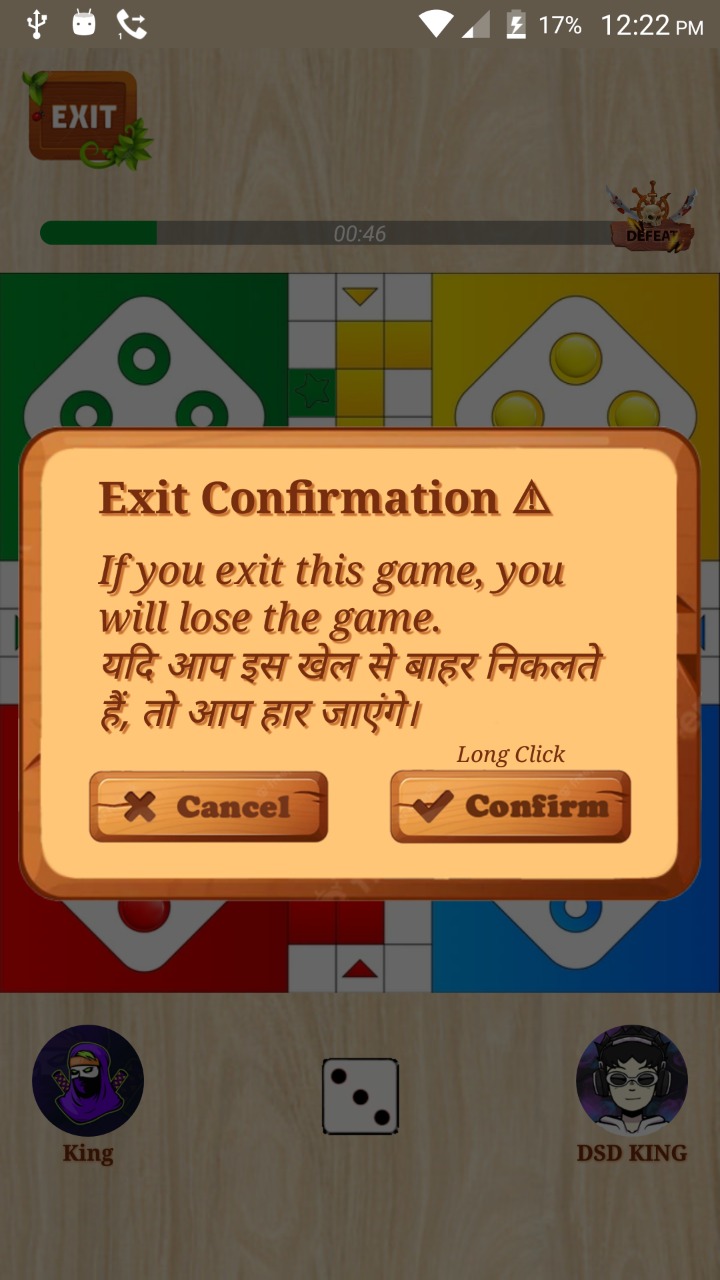 1
17%
12:22 PM
EXIT
00:46
DEFEAT
Exit Confirmation ⚠
If you exit this game, you
will lose the game.
यदि आप इस खेल से बाहर निकलते
हैं, तो आप हार जाएंगे।
Long Click
Cancel
Confirm
King
DSD KING